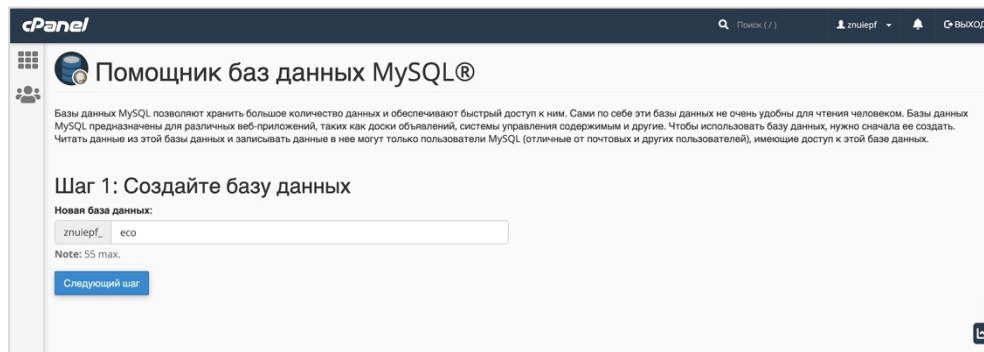 cPanel
Поиск ( / )
znuiepf
ВЫХОД
Помощник баз данных MySQL®
Базы данных MySQL позволяют хранить большое количество данных и обеспечивают быстрый доступ к ним. Сами по себе эти базы данных не очень удобны для чтения человеком. Базы данных
MySQL предназначены для различных веб-приложений, таких как доски объявлений, системы управления содержимым и другие. Чтобы использовать базу данных, нужно сначала ее создать.
Читать данные из этой базы данных и записывать данные в нее могут только пользователи MySQL (отличные от почтовых и других пользователей), имеющие доступ к этой базе данных.
Шаг 1: Создайте базу данных
Новая база данных:
znuiepf_ eco
Note: 55 max.
Следующий шаг